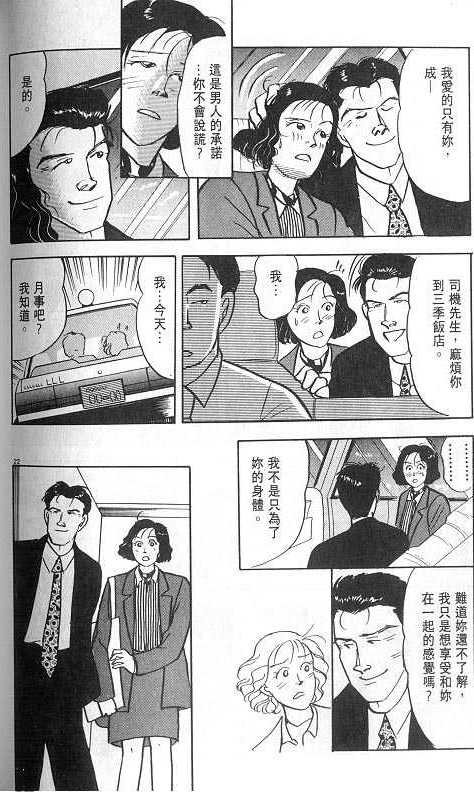 我愛的只有妳，
成—
這是男人的承諾
…你不會說謊？
是的。
司機先生，麻煩你
到三季飯店。
我…今天…
月事吧？
我知道。
………
我不是只為了
妳的身體。
難道妳還不了解，
我只是想享受和妳
在一起的感覺嗎？
22